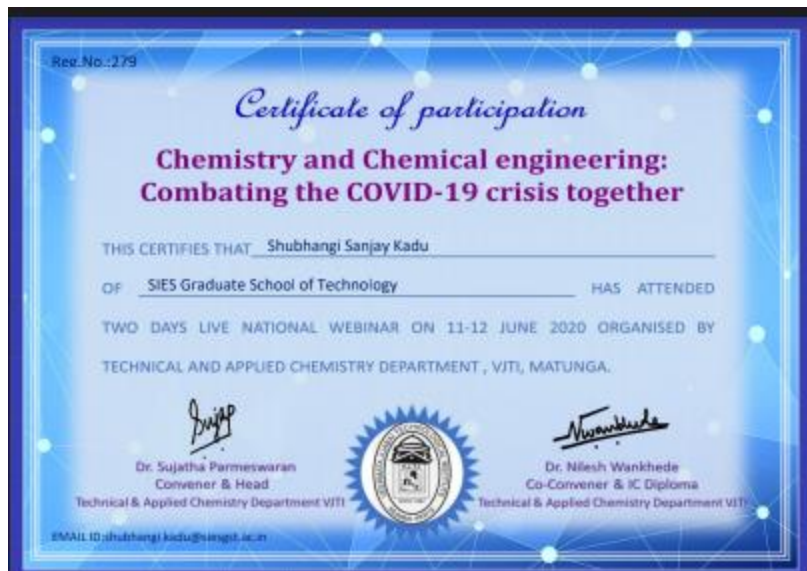 Reg.No.:279
Certificate of participation
Chemistry and Chemical engineering:
Combating the COVID-19 crisis together
THIS CERTIFIES THAT Shubhangi Sanjay Kadu
OF SIES Graduate School of Technology HAS ATTENDED
TWO DAYS LIVE NATIONAL WEBINAR ON 11-12 JUNE 2020 ORGANISED BY
TECHNICAL AND APPLIED CHEMISTRY DEPARTMENT , VJTI, MATUNGA.
Dr. Sujatha Parmeswaran
Convener & Head
Technical & Applied Chemistry Department VJTI
Dr. Nilesh Wankhede
Co-Convener & IC Diploma
Technical & Applied Chemistry Department VJTI
EMAIL ID:shubhangi.kadu@siesgst.ac.in